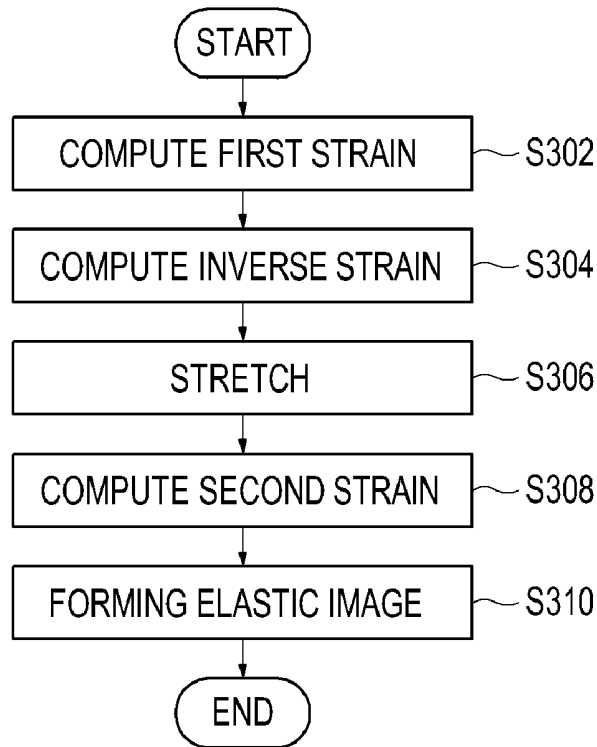 START
COMPUTE FIRST STRAIN S302
COMPUTE INVERSE STRAIN S304
STRETCH S306
COMPUTE SECOND STRAIN S308
FORMING ELASTIC IMAGE S310
END